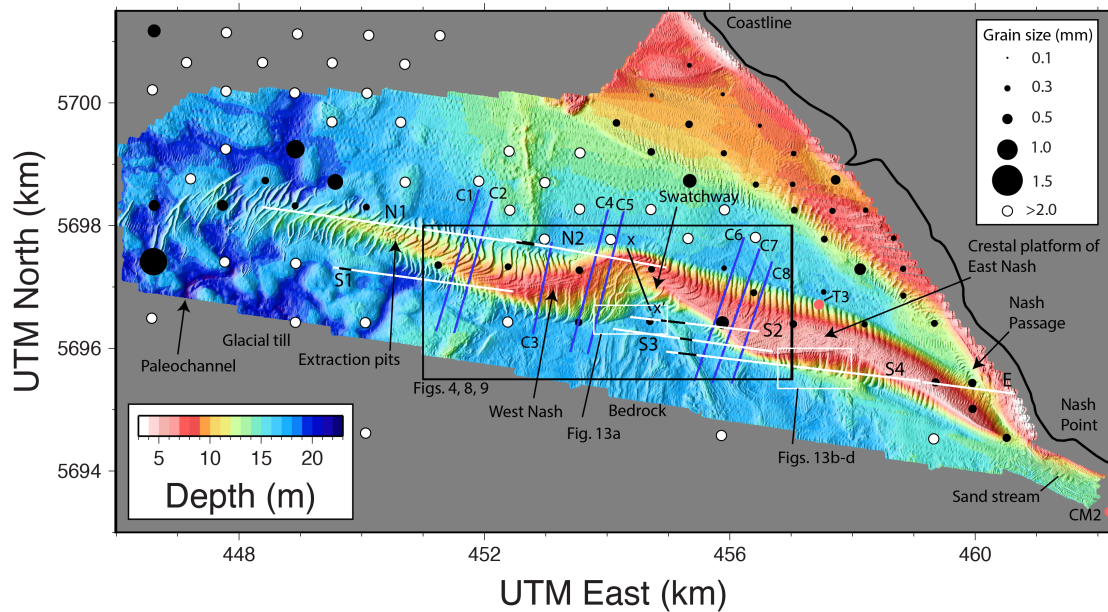 Coastline
Grain size (mm)
0.1
0.3
0.5
1.0
1.5
>2.0
5700
5698
5696
5694
UTM North (km)
C1
C2
C4
C5
Swatchway
N1
N2
x
C6
C7
C8
Crestal platform of
East Nash
T3
Nash
Passage
S1
x'
S2
S3
S4
E
C3
Paleochannel
Glacial till
Extraction pits
Figs. 4, 8, 9
West Nash
Bedrock
Fig. 13a
Figs. 13b-d
Nash
Point
Sand stream
CM2
5
10
15
20
Depth (m)
448
452
456
460
UTM East (km)